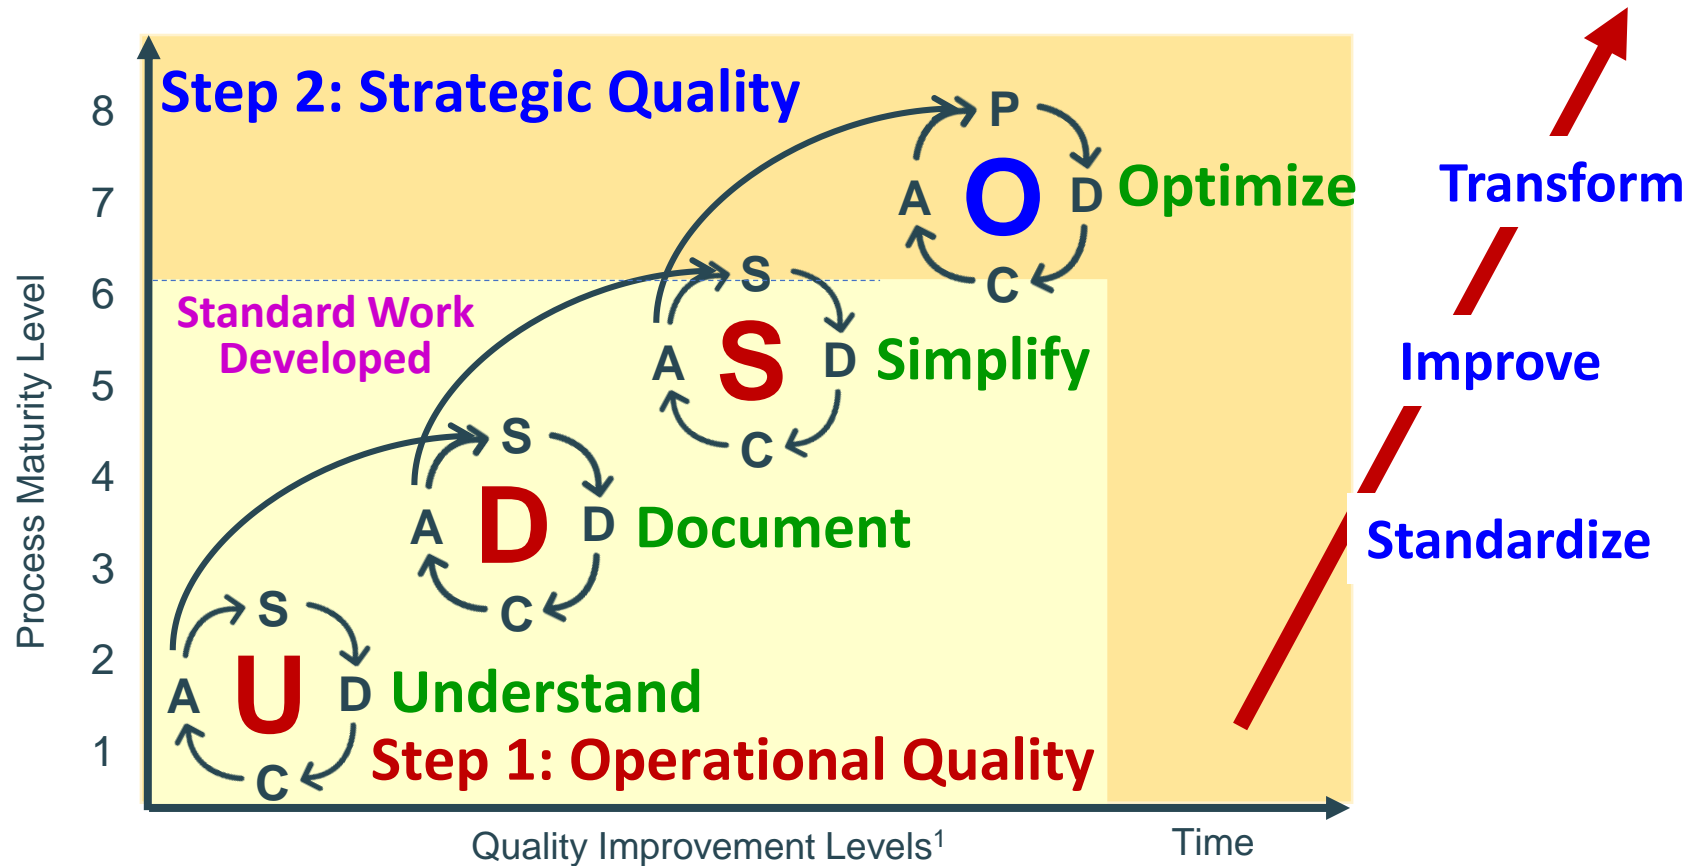 Step 2: Strategic Quality
8
7
6
5
4
3
2
1
Process Maturity Level
P
A
O
D
Optimize
C
Transform
Standard Work
Developed
S
A
S
D
Simplify
C
Improve
S
A
D
D
Document
C
Standardize
S
A
U
D
Understand
C
Step 1: Operational Quality
Quality Improvement Levels¹
Time